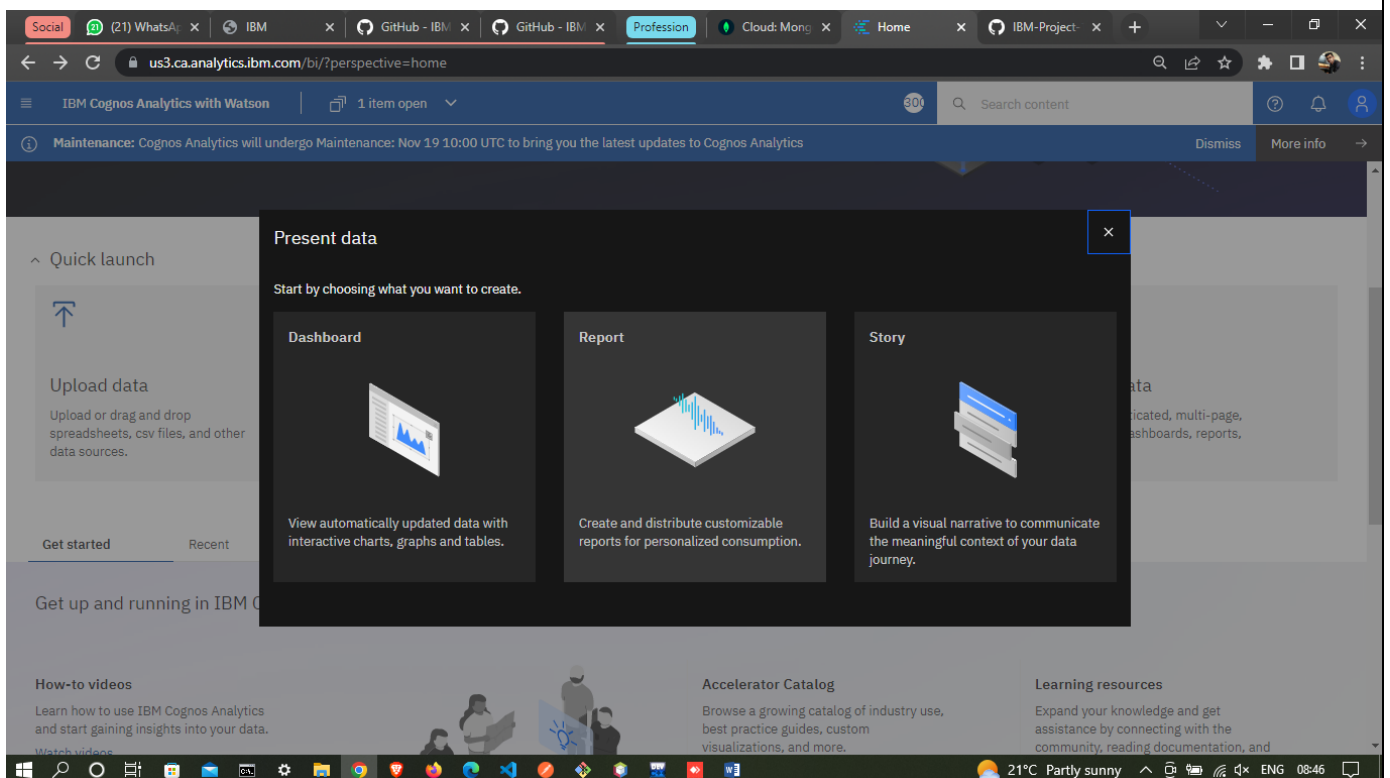 Social
(21) WhatsAp
IBM
GitHub - IBM
GitHub - IBM
Profession
Cloud: Mong
Home
IBM-Project-
us3.ca.analytics.ibm.com/bi/?perspective=home
IBM Cognos Analytics with Watson
1 item open
300
Search content
Maintenance: Cognos Analytics will undergo Maintenance: Nov 19 10:00 UTC to bring you the latest updates to Cognos Analytics
Dismiss
More info
Quick launch
Upload data
Upload or drag and drop
spreadsheets, csv files, and other
data sources.
Present data
Start by choosing what you want to create.
Dashboard
View automatically updated data with
interactive charts, graphs and tables.
Report
Create and distribute customizable
reports for personalized consumption.
Story
Build a visual narrative to communicate
the meaningful context of your data
journey.
ata
ticated, multi-page,
ashboards, reports,
Get started
Recent
Get up and running in IBM C
How-to videos
Learn how to use IBM Cognos Analytics
and start gaining insights into your data.
Watch videos
Accelerator Catalog
Browse a growing catalog of industry use,
best practice guides, custom
visualizations, and more.
Learning resources
Expand your knowledge and get
assistance by connecting with the
community, reading documentation, and
21°C Partly sunny
ENG
08:46